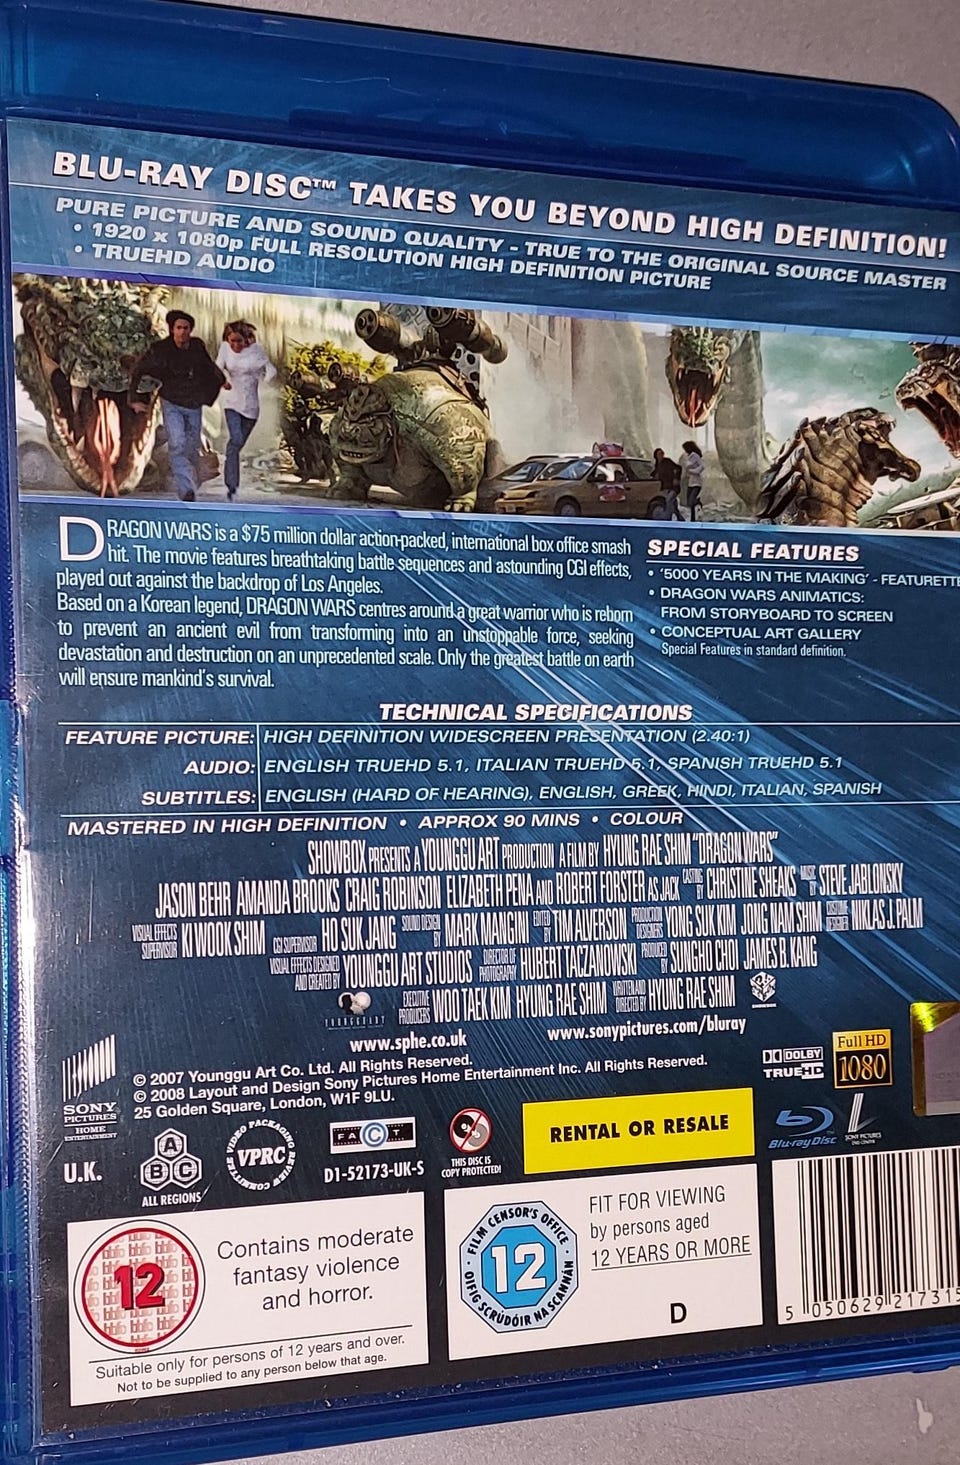 BLU-RAY DISC™ TAKES YOU BEYOND HIGH DEFINITION!
PURE PICTURE AND SOUND QUALITY - TRUE TO THE ORIGINAL SOURCE MASTER
• 1920 x 1080p FULL RESOLUTION HIGH DEFINITION PICTURE
• TRUEHD AUDIO
DRAGON WARS is a $75 million dollar action-packed, international box office smash
hit. The movie features breathtaking battle sequences and astounding CGI effects,
played out against the backdrop of Los Angeles.
Based on a Korean legend, DRAGON WARS centres around a great warrior who is reborn
to prevent an ancient evil from transforming into an unstoppable force, seeking
devastation and destruction on an unprecedented scale. Only the greatest battle on earth
will ensure mankind's survival.
SPECIAL FEATURES
• '5000 YEARS IN THE MAKING' - FEATURETTE
• DRAGON WARS ANIMATICS:
FROM STORYBOARD TO SCREEN
• CONCEPTUAL ART GALLERY
Special Features in standard definition.
TECHNICAL SPECIFICATIONS
FEATURE PICTURE: HIGH DEFINITION WIDESCREEN PRESENTATION (2.40:1)
AUDIO: ENGLISH TRUEHD 5.1, ITALIAN TRUEHD 5.1, SPANISH TRUEHD 5.1
SUBTITLES: ENGLISH (HARD OF HEARING), ENGLISH, GREEK, HINDI, ITALIAN, SPANISH
MASTERED IN HIGH DEFINITION • APPROX 90 MINS • COLOUR
SHOWBOX PRESENTS A YOUNGGU ART PRODUCTION A FILM BY HYUNG RAE SHIM "DRAGON WARS"
JASON BEHR AMANDA BROOKS CRAIG ROBINSON ELIZABETH PENA AND ROBERT FORSTER AS JACK CASTING BY CHRISTINE SHEAKS MUSIC BY STEVE JABLONSKY
VISUAL EFFECTS SUPERVISOR KI WOOK SHIM CGI SUPERVISOR HO SUK JANG SOUND DESIGN BY MARK MANGINI EDITED BY TIM ALVERSON PRODUCTION DESIGNERS YONG SUK KIM JONG NAM SHIM COSTUME DESIGNER NIKLAS J. PALM
VISUAL EFFECTS DESIGNED AND CREATED BY YOUNGGU ART STUDIOS DIRECTOR OF PHOTOGRAPHY HUBERT TACZANOWSKI PRODUCED BY SUNGHO CHOI JAMES B. KANG
YOUNGGUART EXECUTIVE PRODUCERS WOO TAEK KIM HYUNG RAE SHIM WRITTEN AND DIRECTED BY HYUNG RAE SHIM SHOWBOX
www.sphe.co.uk www.sonypictures.com/bluray
© 2007 Younggu Art Co. Ltd. All Rights Reserved.
© 2008 Layout and Design Sony Pictures Home Entertainment Inc. All Rights Reserved.
25 Golden Square, London, W1F 9LU.
SONY
PICTURES
HOME
ENTERTAINMENT
DOLBY
TRUEHD
Full HD
1080
Blu-ray Disc
SONY PICTURES
DVD CENTER
U.K.
A
B C
ALL REGIONS
VIDEO PACKAGING REVIEW COMMITTEE
VPRC
FACT
D1-52173-UK-S
THIS DISC IS
COPY PROTECTED!
RENTAL OR RESALE
bbfc
12
Contains moderate
fantasy violence
and horror.
Suitable only for persons of 12 years and over.
Not to be supplied to any person below that age.
FILM CENSOR'S OFFICE
12
OIFIG SCRÚDÓIR NA SCANNÁN
FIT FOR VIEWING
by persons aged
12 YEARS OR MORE
D
5 050629 217315